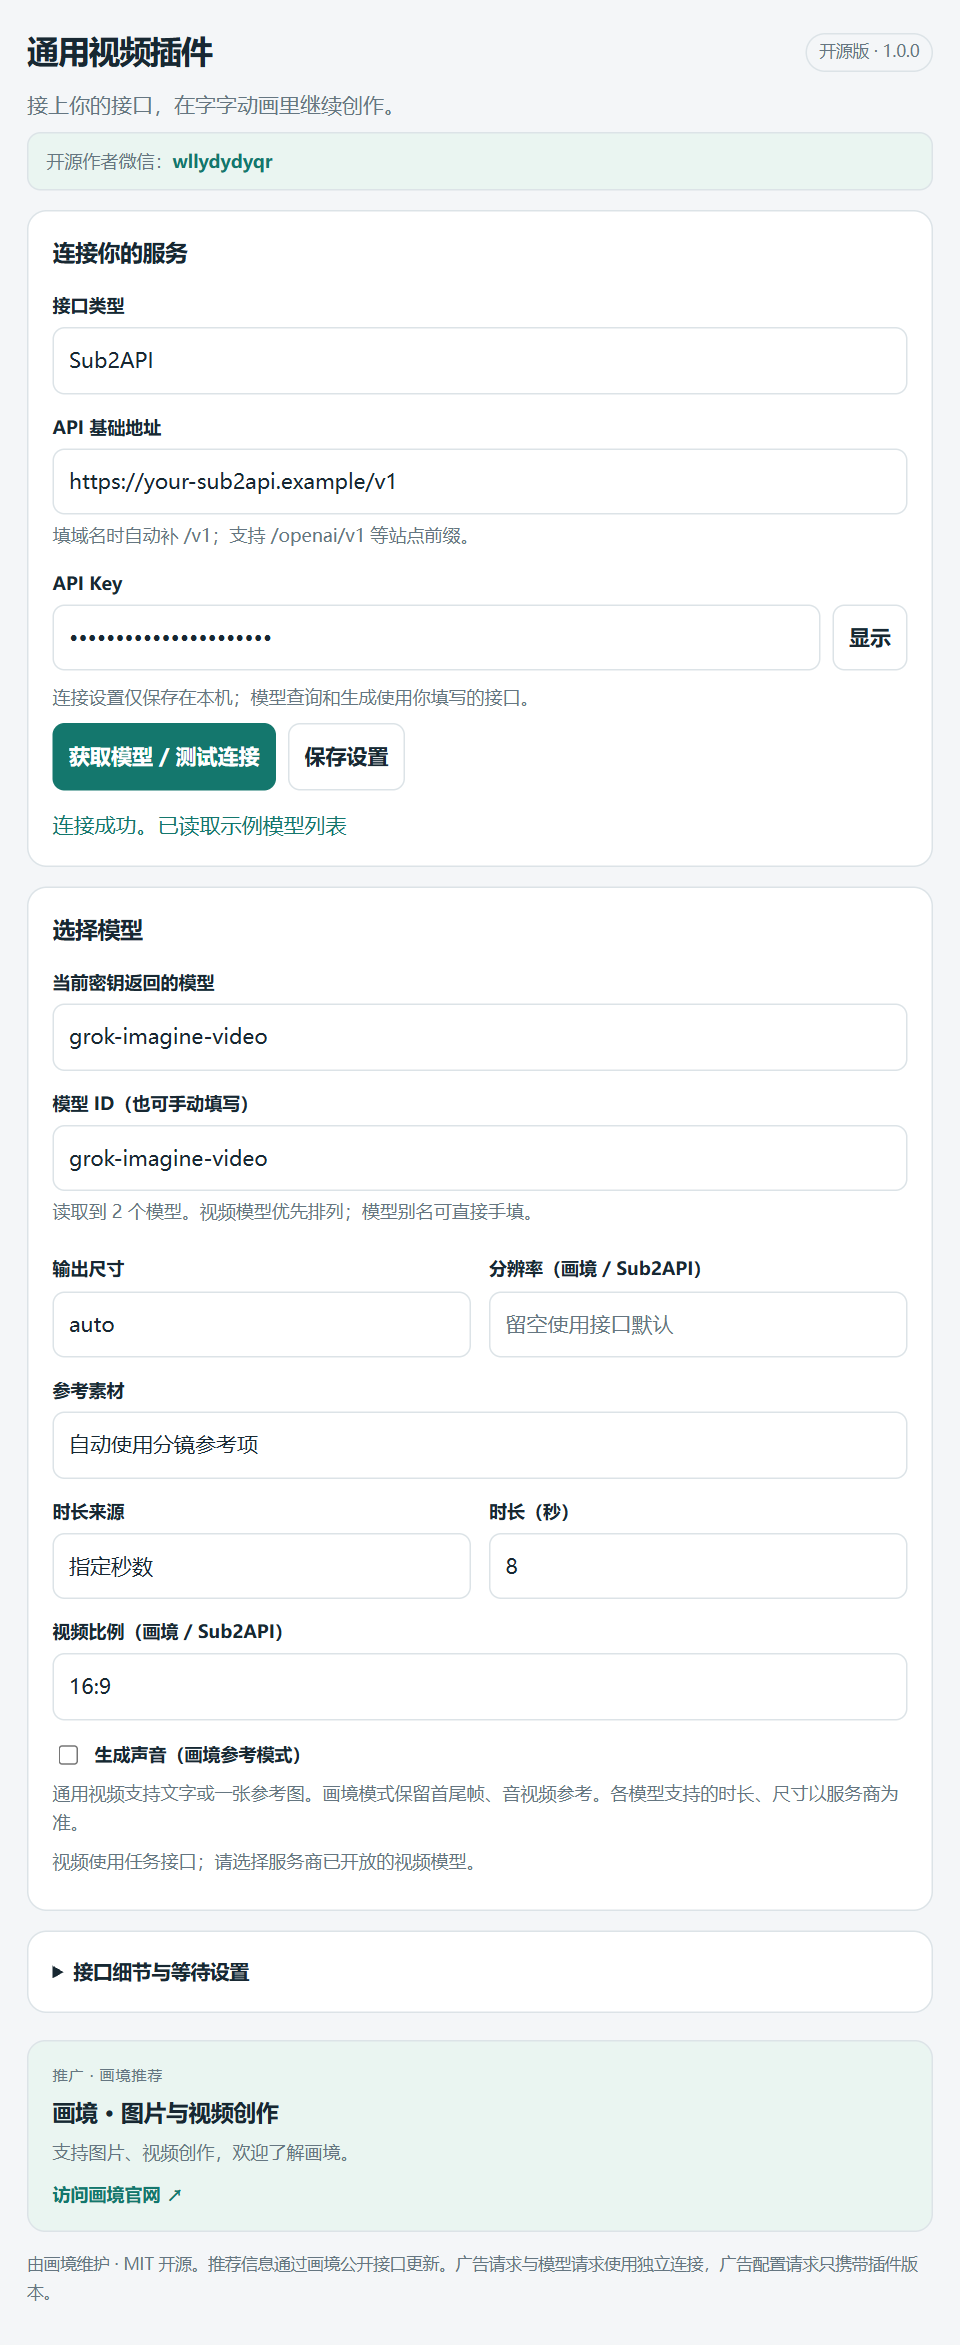 通用视频插件
开源版 · 1.0.0
接上你的接口，在字字动画里继续创作。
开源作者微信：wllydydyqr
连接你的服务
接口类型
Sub2API
API 基础地址
https://your-sub2api.example/v1
填域名时自动补 /v1；支持 /openai/v1 等站点前缀。
API Key
••••••••••••••••••••••
显示
连接设置仅保存在本机；模型查询和生成使用你填写的接口。
获取模型 / 测试连接
保存设置
连接成功。已读取示例模型列表
选择模型
当前密钥返回的模型
grok-imagine-video
模型 ID（也可手动填写）
grok-imagine-video
读取到 2 个模型。视频模型优先排列；模型别名可直接手填。
输出尺寸
分辨率（画境 / Sub2API）
auto
留空使用接口默认
参考素材
自动使用分镜参考项
时长来源
时长（秒）
指定秒数
8
视频比例（画境 / Sub2API）
16:9
生成声音（画境参考模式）
通用视频支持文字或一张参考图。画境模式保留首尾帧、音视频参考。各模型支持的时长、尺寸以服务商为
准。
视频使用任务接口；请选择服务商已开放的视频模型。
▶ 接口细节与等待设置
推广 · 画境推荐
画境 • 图片与视频创作
支持图片、视频创作，欢迎了解画境。
访问画境官网 ↗
由画境维护 · MIT 开源。推荐信息通过画境公开接口更新。广告请求与模型请求使用独立连接，广告配置请求只携带插件版
本。